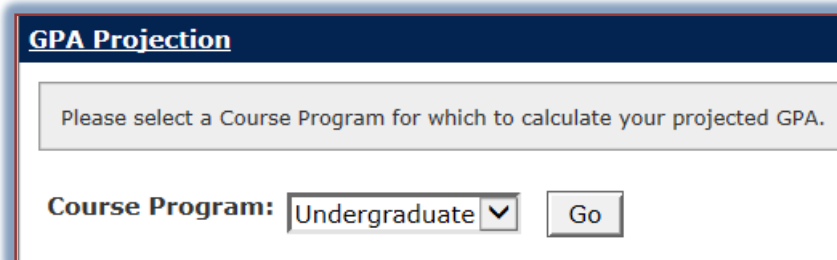 GPA Projection
Please select a Course Program for which to calculate your projected GPA.
Course Program: Undergraduate Go